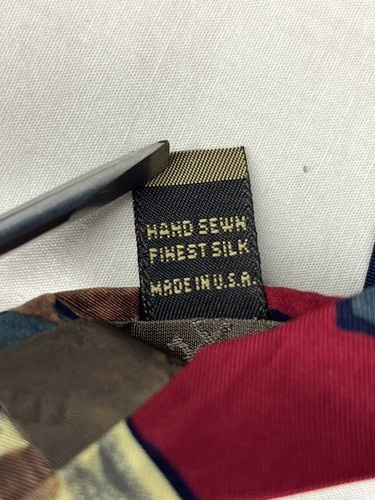 HAND SEWN
FINEST SILK
MADE IN U.S.A.